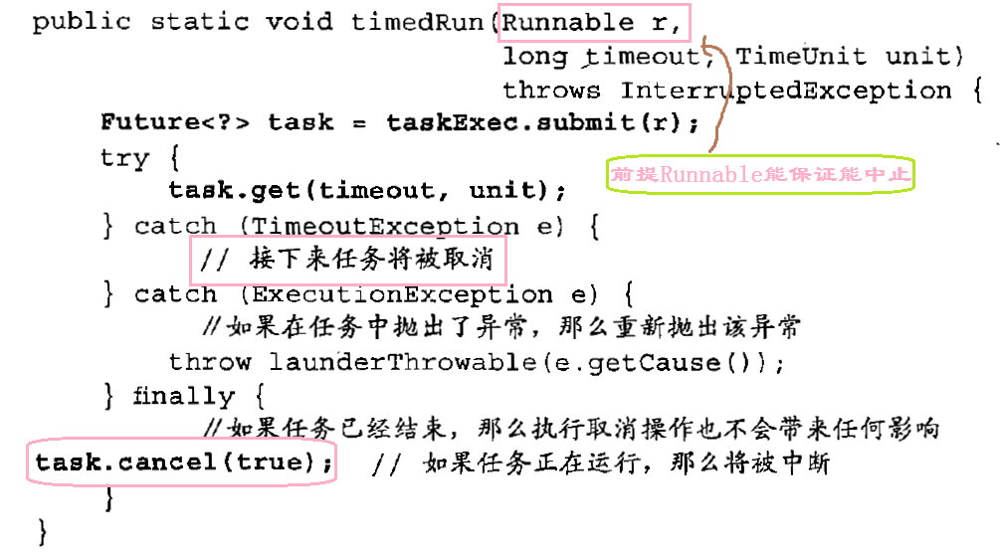 public static void timedRun(Runnable r,
long timeout, TimeUnit unit)
throws InterruptedException {
Future<?> task = taskExec.submit(r);
try {
前提Runnable能保证能中止
task.get(timeout, unit);
} catch (TimeoutException e) {
// 接下来任务将被取消
} catch (ExecutionException e) {
//如果在任务中抛出了异常，那么重新抛出该异常
throw launderThrowable(e.getCause());
} finally {
//如果任务已经结束，那么执行取消操作也不会带来任何影响
task.cancel(true); // 如果任务正在运行，那么将被中断
}
}